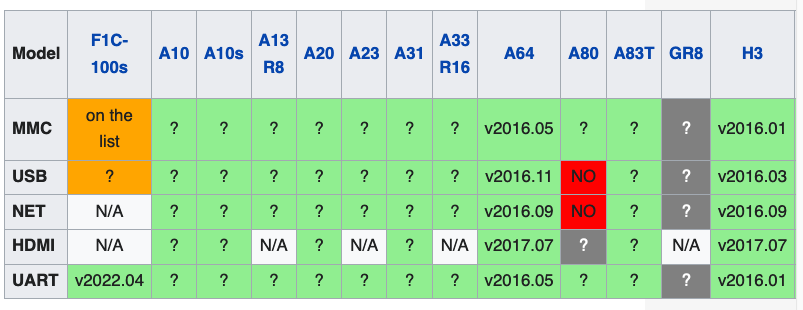 Model F1C-100s A10 A10s A13 R8 A20 A23 A31 A33 R16 A64 A80 A83T GR8 H3
MMC on the list ? ? ? ? ? ? ? v2016.05 ? ? ? v2016.01
USB ? ? ? ? ? ? ? ? v2016.11 NO ? ? v2016.03
NET N/A ? ? ? ? ? ? ? v2016.09 NO ? ? v2016.09
HDMI N/A ? ? N/A ? N/A ? N/A v2017.07 ? ? N/A v2017.07
UART v2022.04 ? ? ? ? ? ? ? v2016.05 ? ? ? v2016.01